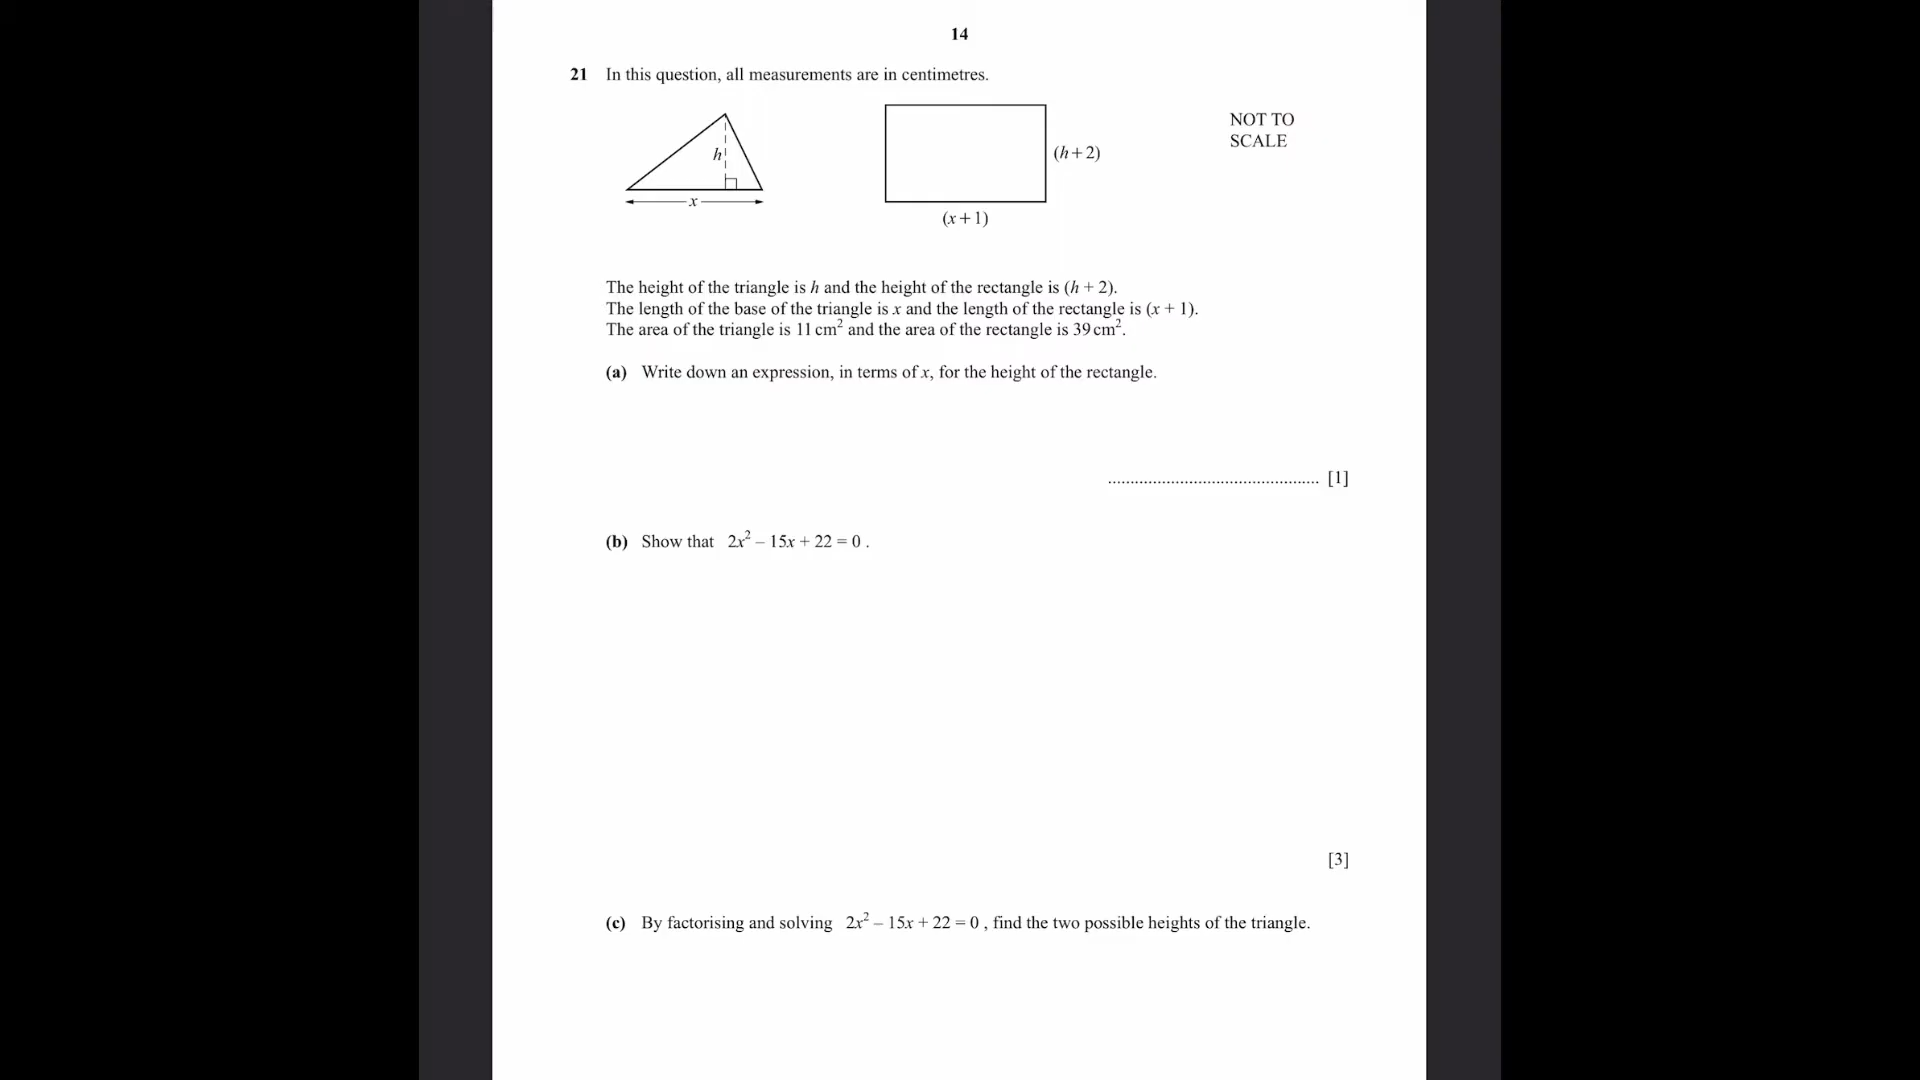 14
21 In this question, all measurements are in centimetres.
NOT TO
SCALE
h
(h + 2)
x
(x + 1)
The height of the triangle is h and the height of the rectangle is (h + 2).
The length of the base of the triangle is x and the length of the rectangle is (x + 1).
The area of the triangle is 11 cm² and the area of the rectangle is 39 cm².
(a) Write down an expression, in terms of x, for the height of the rectangle.
................................................ [1]
(b) Show that 2x² – 15x + 22 = 0 .
[3]
(c) By factorising and solving 2x² – 15x + 22 = 0 , find the two possible heights of the triangle.